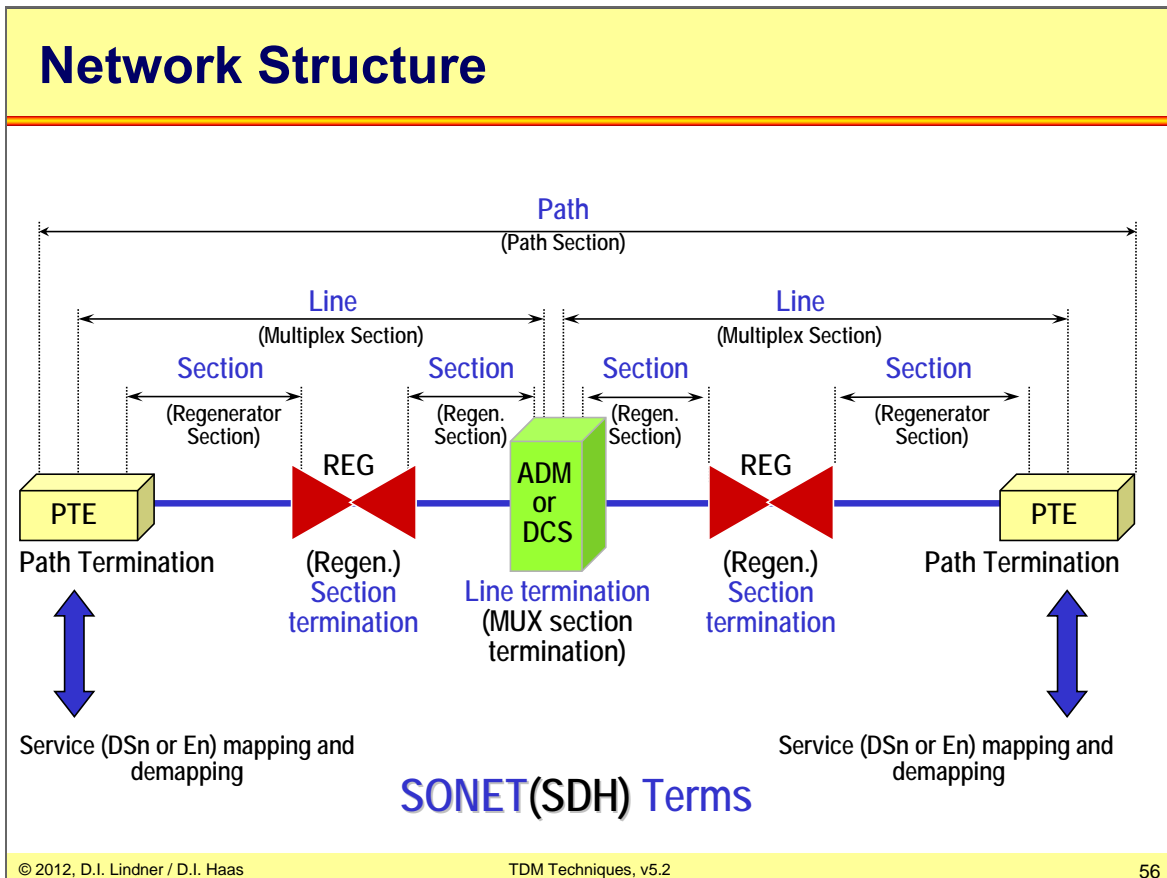 Network Structure
Path
(Path Section)
Line
Line
(Multiplex Section)
(Multiplex Section)
Section
Section
Section
Section
(Regenerator
Section)
(Regen.
Section)
(Regen.
Section)
(Regenerator
Section)
REG
REG
PTE
ADM
or
DCS
PTE
Path Termination
(Regen.)
Section
termination
Line termination
(MUX section
termination)
(Regen.)
Section
termination
Path Termination
Service (DSn or En) mapping and
demapping
Service (DSn or En) mapping and
demapping
SONET(SDH) Terms
© 2012, D.I. Lindner / D.I. Haas
TDM Techniques, v5.2
56